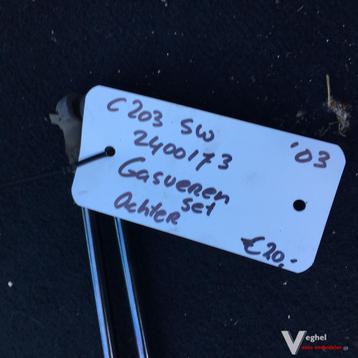 C203 SW '03
2400173
Gasveren
set
Achter
€20,-
Veghel